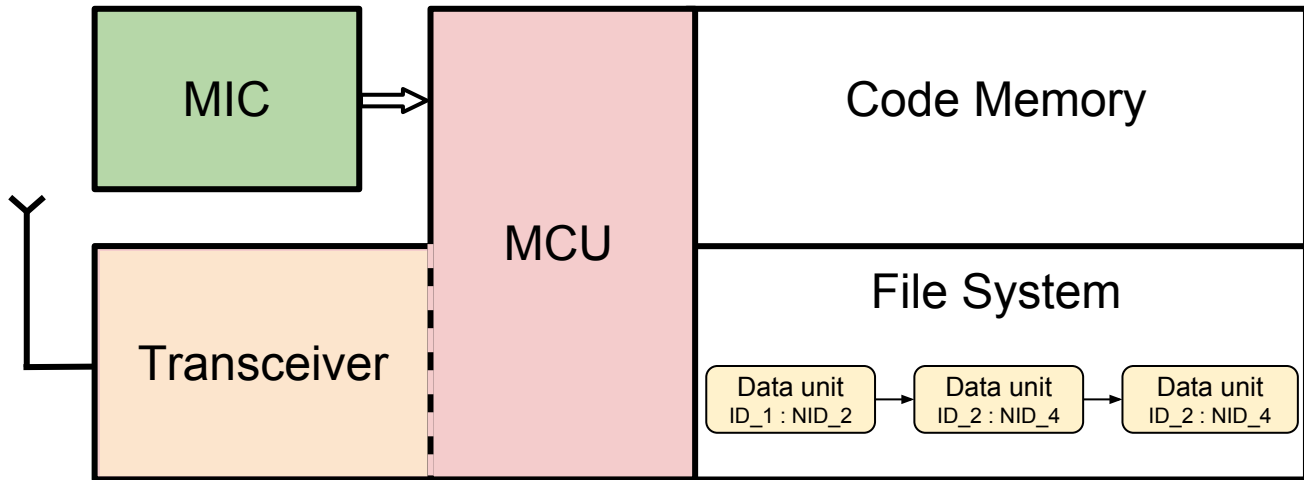 MIC
Code Memory
MCU
File System
Transceiver
Data unit
ID_1 : NID_2
Data unit
ID_2 : NID_4
Data unit
ID_2 : NID_4